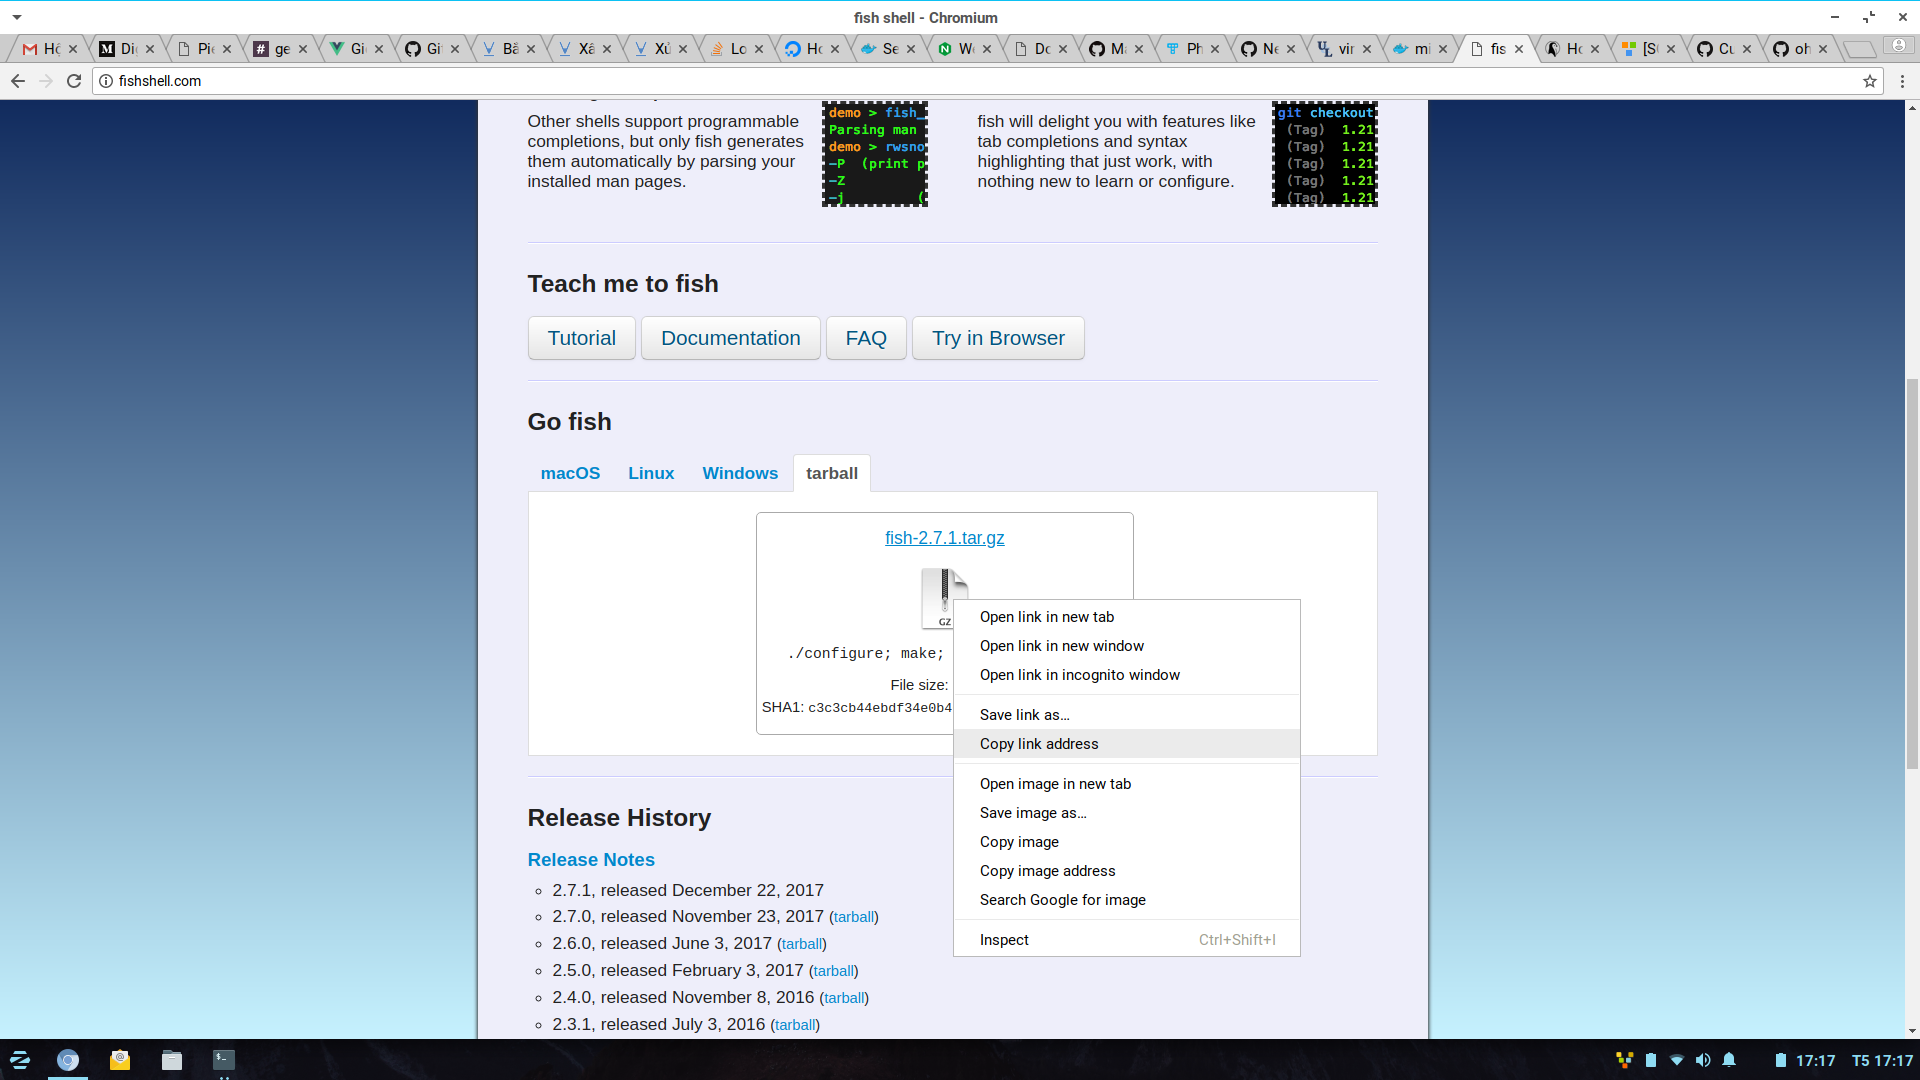 fish shell - Chromium
Hộ
Di
Pi
ge
Gi
Gi
Bă
Xâ
Xử
Lo
Ho
Se
We
Do
Ma
Ph
Ne
vir
mi
fis
Ho
[S
Cu
oh
fishshell.com
Other shells support programmable
completions, but only fish generates
them automatically by parsing your
installed man pages.
demo > fish_
Parsing man
demo > rwsno
-P (print p
-Z
-j (
fish will delight you with features like
tab completions and syntax
highlighting that just work, with
nothing new to learn or configure.
git checkout
(Tag) 1.21
(Tag) 1.21
(Tag) 1.21
(Tag) 1.21
(Tag) 1.21
Teach me to fish
Tutorial
Documentation
FAQ
Try in Browser
Go fish
macOS
Linux
Windows
tarball
fish-2.7.1.tar.gz
GZ
./configure; make;
File size:
SHA1: c3c3cb44ebdf34e0b4
Open link in new tab
Open link in new window
Open link in incognito window
Save link as...
Copy link address
Open image in new tab
Save image as...
Copy image
Copy image address
Search Google for image
Inspect Ctrl+Shift+I
Release History
Release Notes
2.7.1, released December 22, 2017
2.7.0, released November 23, 2017 (tarball)
2.6.0, released June 3, 2017 (tarball)
2.5.0, released February 3, 2017 (tarball)
2.4.0, released November 8, 2016 (tarball)
2.3.1, released July 3, 2016 (tarball)
17:17
T5 17:17